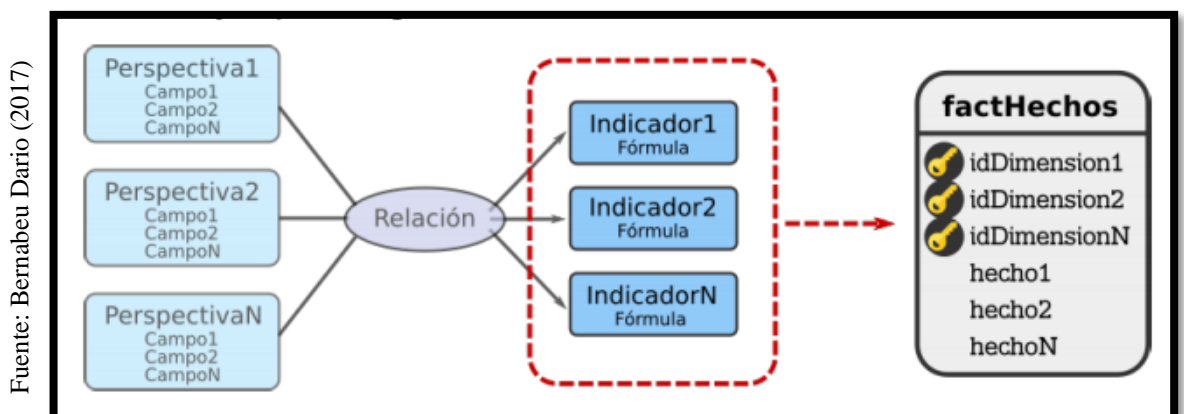 Fuente: Bernabeu Dario (2017)
Perspectiva1
Campo1
Campo2
CampoN
Perspectiva2
Campo1
Campo2
CampoN
PerspectivaN
Campo1
Campo2
CampoN
Relación
Indicador1
Fórmula
Indicador2
Fórmula
IndicadorN
Fórmula
factHechos
idDimension1
idDimension2
idDimensionN
hecho1
hecho2
hechoN